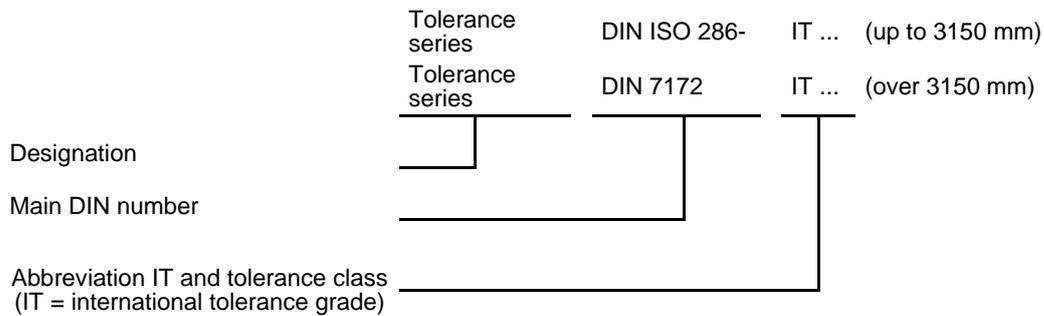 Tolerance
series DIN ISO 286- IT ... (up to 3150 mm)
Tolerance
series DIN 7172 IT ... (over 3150 mm)
Designation
Main DIN number
Abbreviation IT and tolerance class
(IT = international tolerance grade)